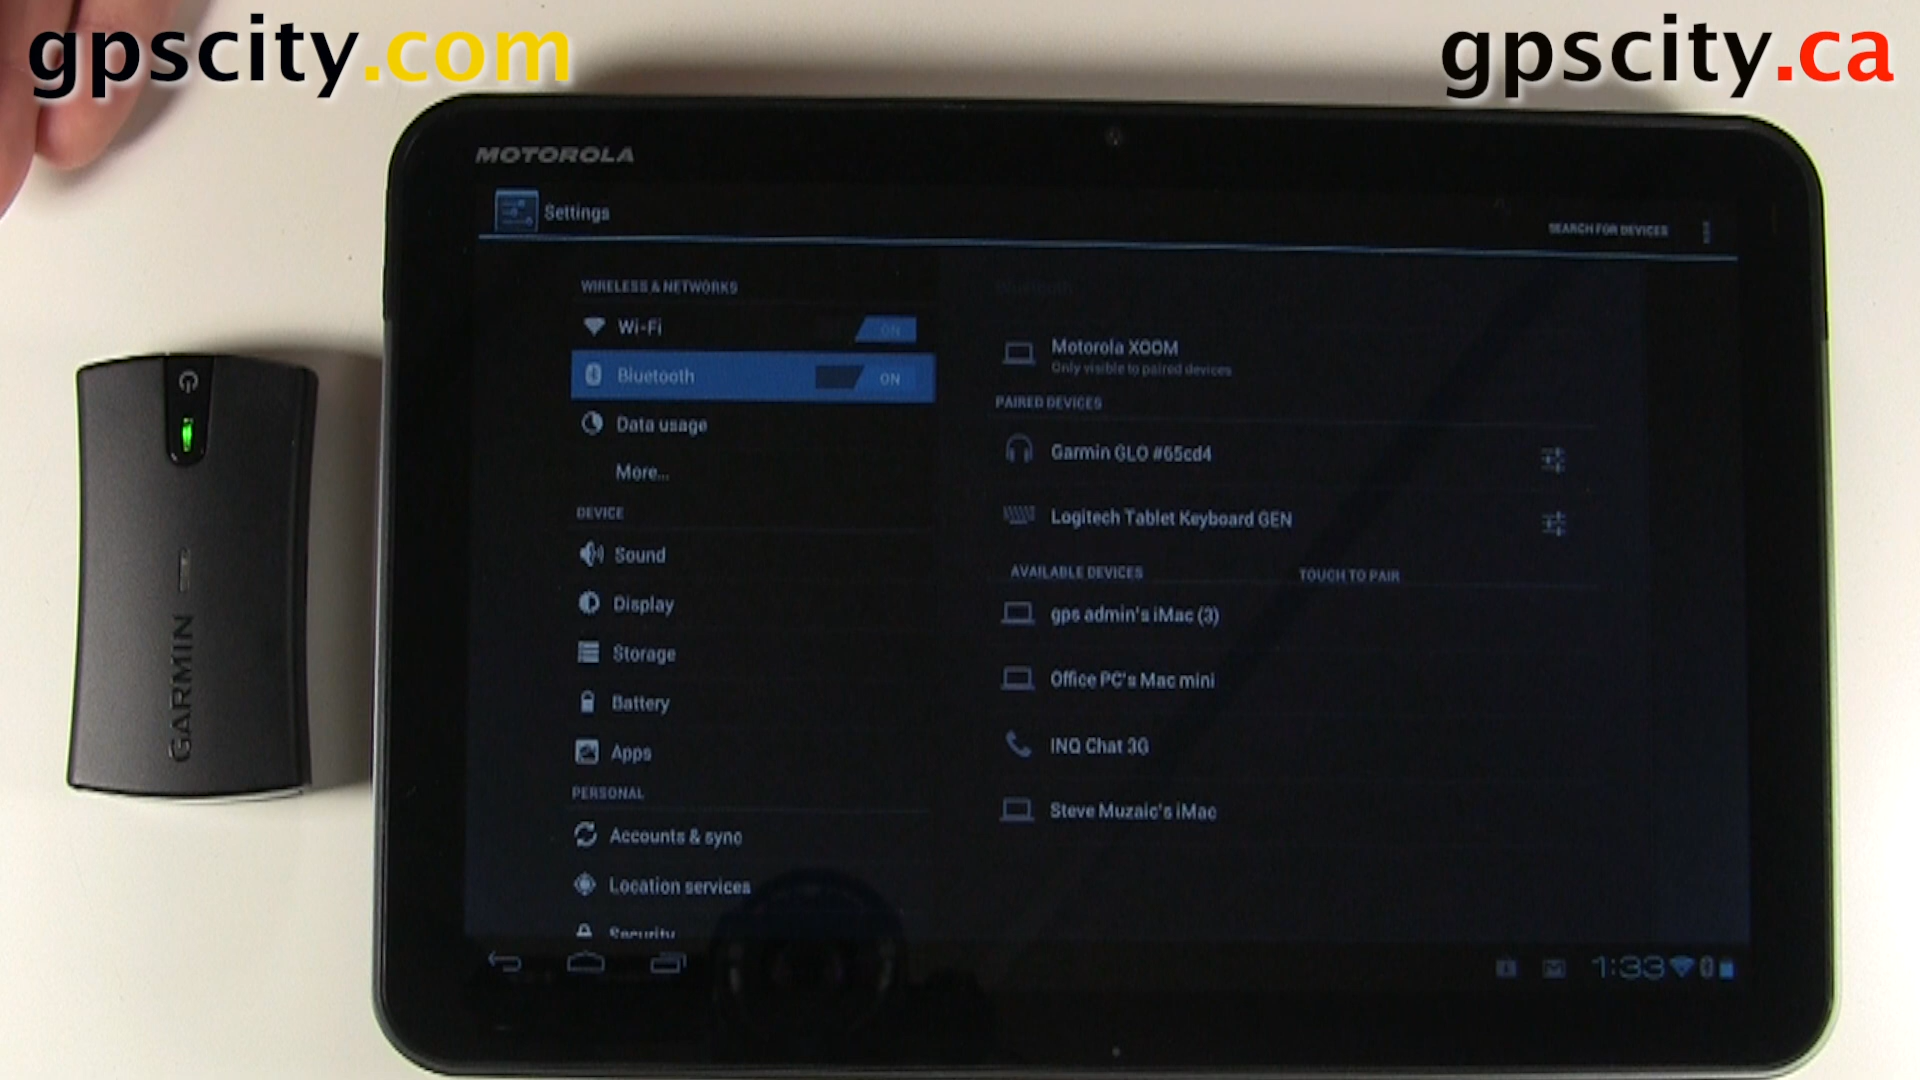 gpscity.com
gpscity.ca
MOTOROLA
Settings
SEARCH FOR DEVICES
WIRELESS & NETWORKS
Wi-Fi
ON
Bluetooth
ON
Data usage
More...
DEVICE
Sound
Display
Storage
Battery
Apps
PERSONAL
Accounts & sync
Location services
Security
Bluetooth
Motorola XOOM
Only visible to paired devices
PAIRED DEVICES
Garmin GLO #65cd4
Logitech Tablet Keyboard GEN
AVAILABLE DEVICES
TOUCH TO PAIR
gps admin's iMac (3)
Office PC's Mac mini
INQ Chat 3G
Steve Muzaic's iMac
1:33
GARMIN